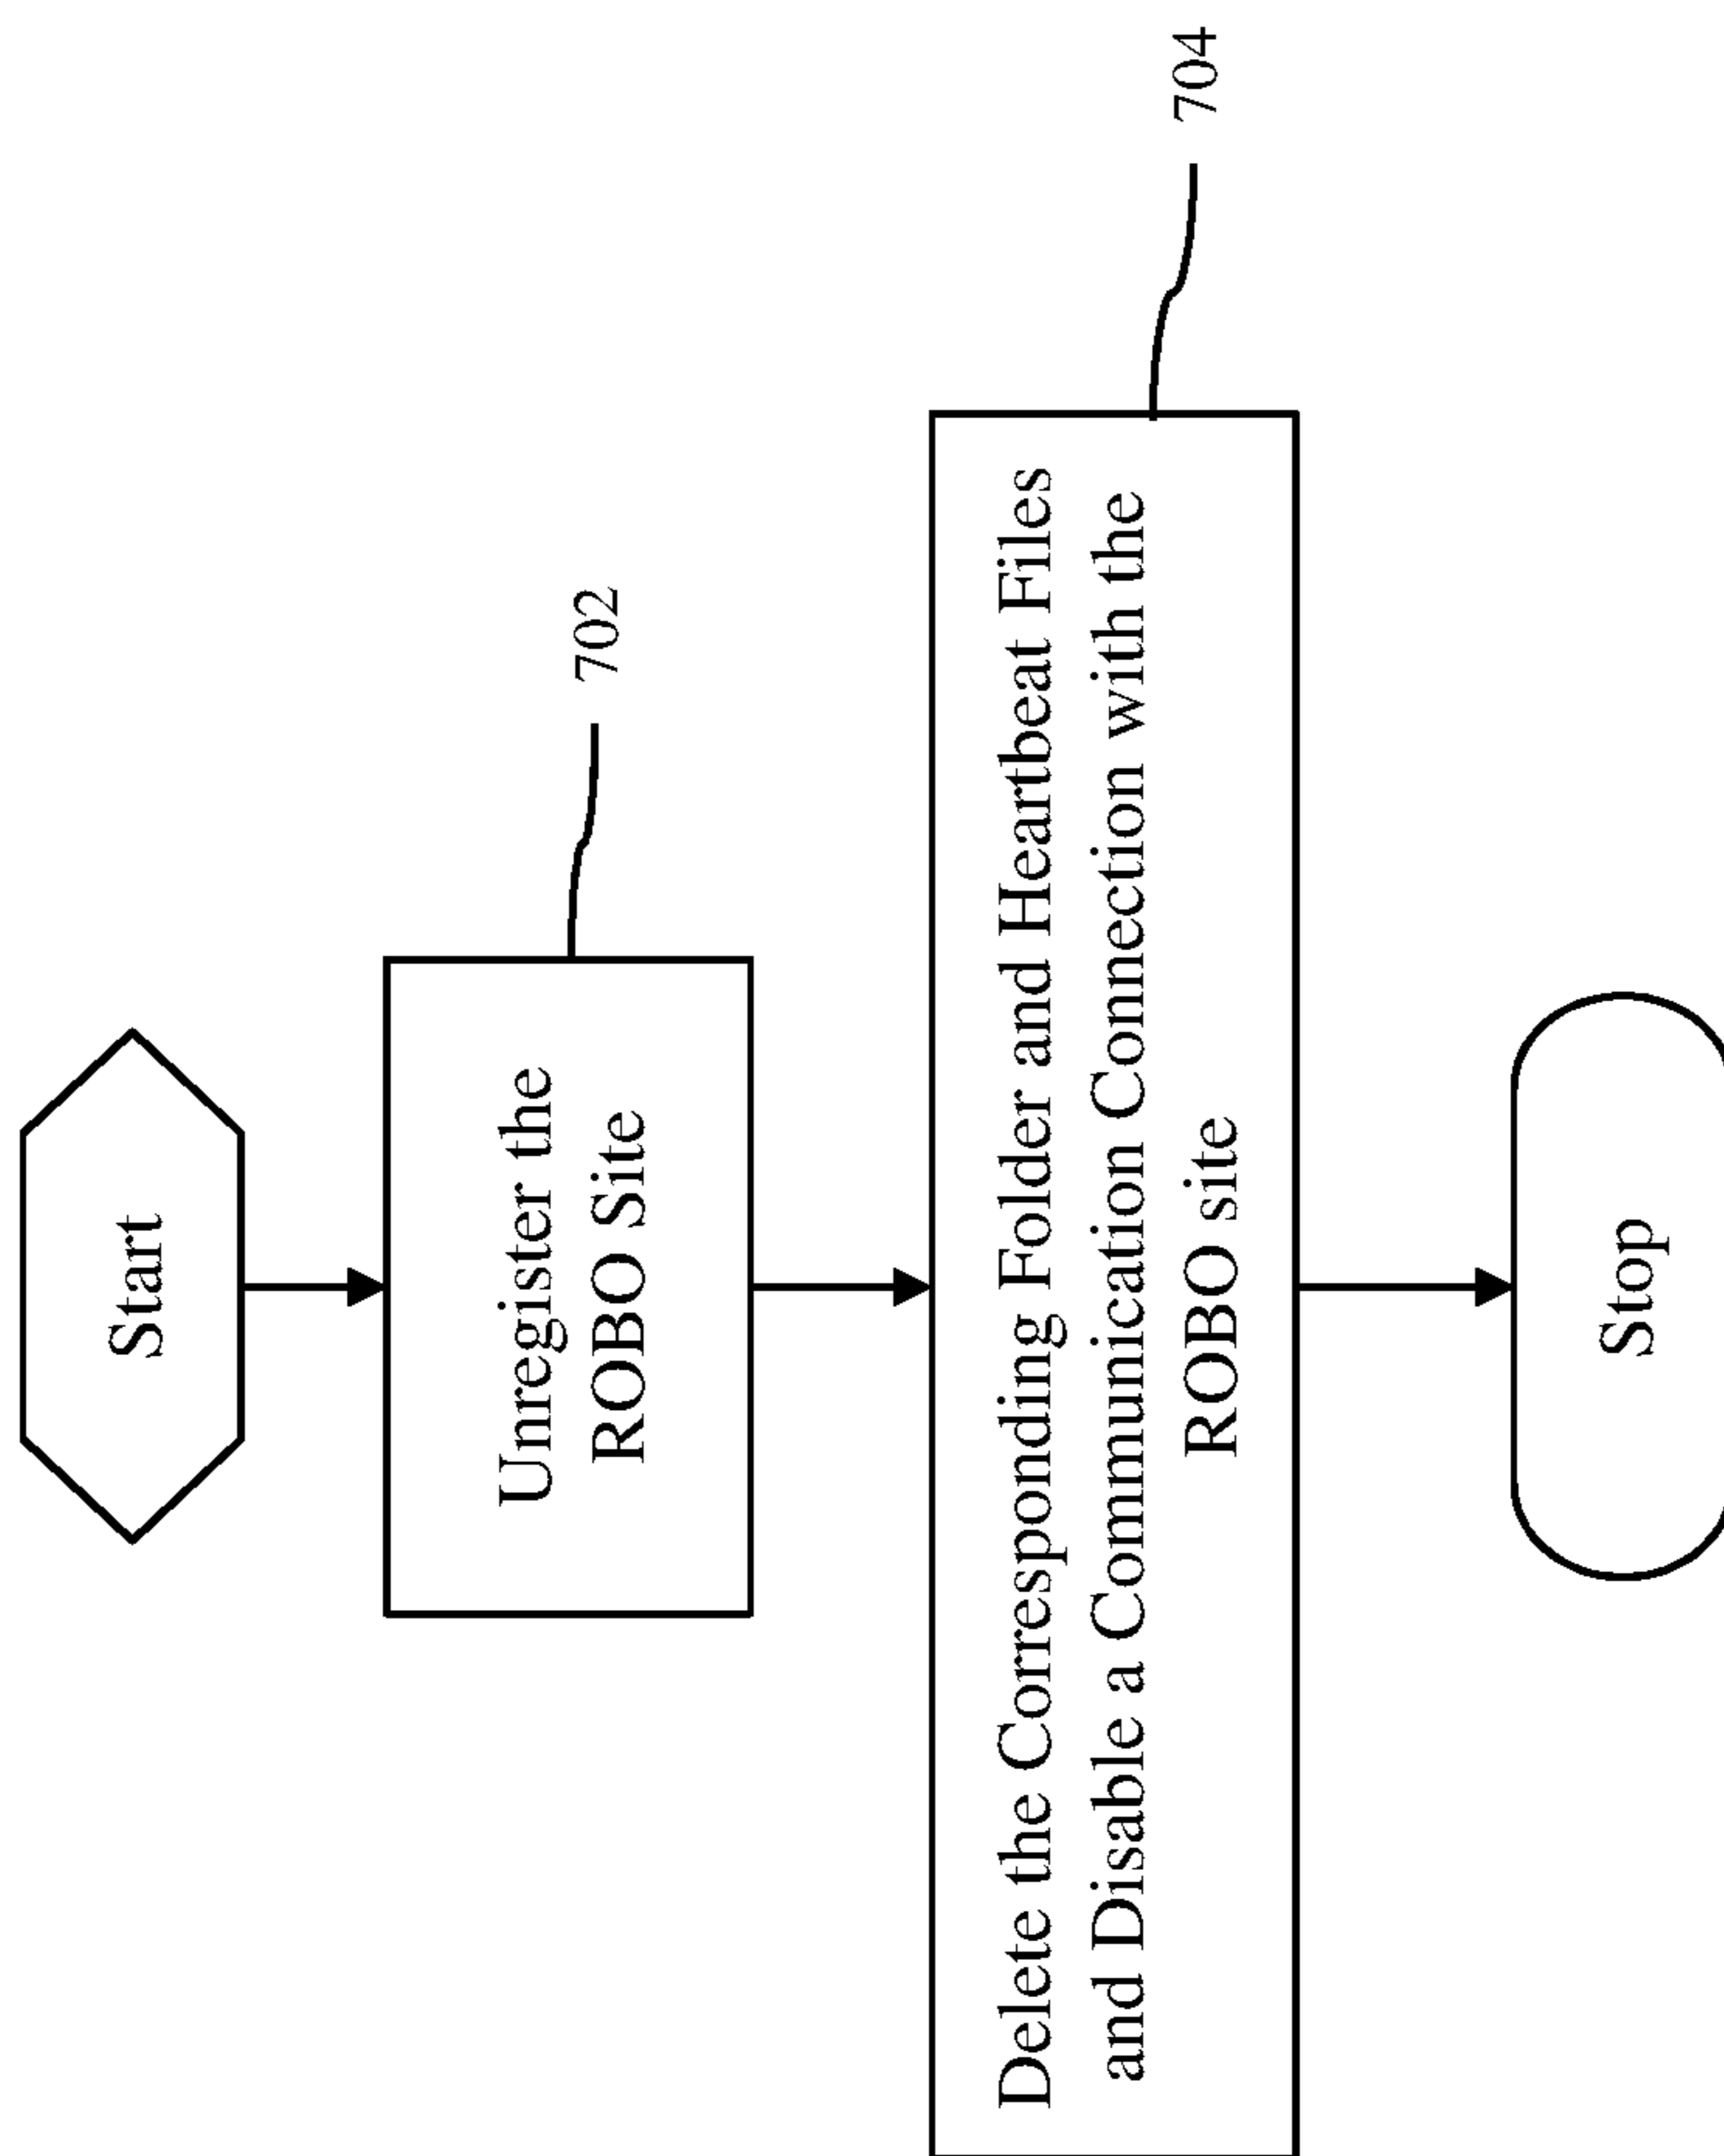 Start
Unregister the
ROBO Site
702
Delete the Corresponding Folder and Heartbeat Files
and Disable a Communication Connection with the
ROBO site
704
Stop